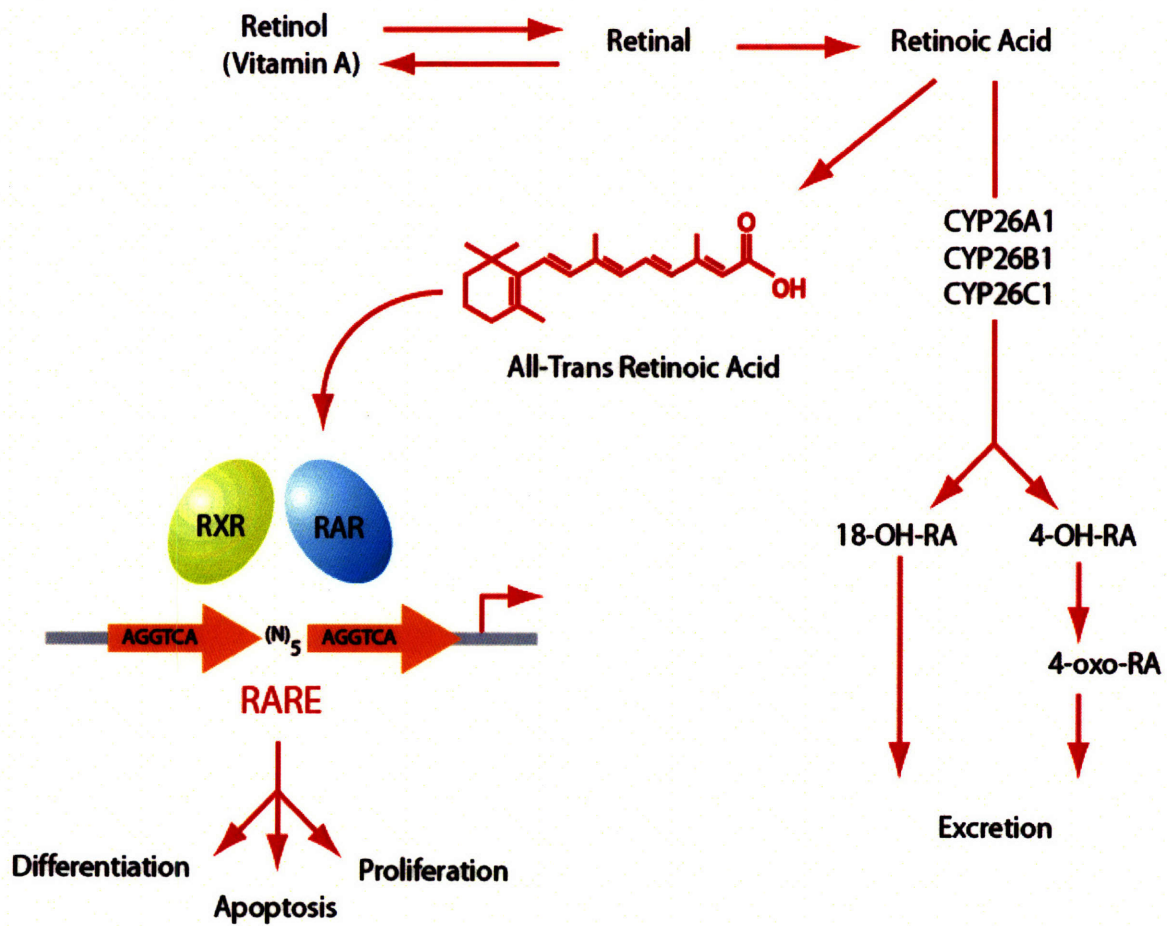 Retinol
(Vitamin A)
Retinal
Retinoic Acid
CYP26A1
CYP26B1
CYP26C1
O
OH
All-Trans Retinoic Acid
RXR
RAR
18-OH-RA
4-OH-RA
AGGTCA
(N)5
AGGTCA
4-oxo-RA
RARE
Excretion
Differentiation
Proliferation
Apoptosis